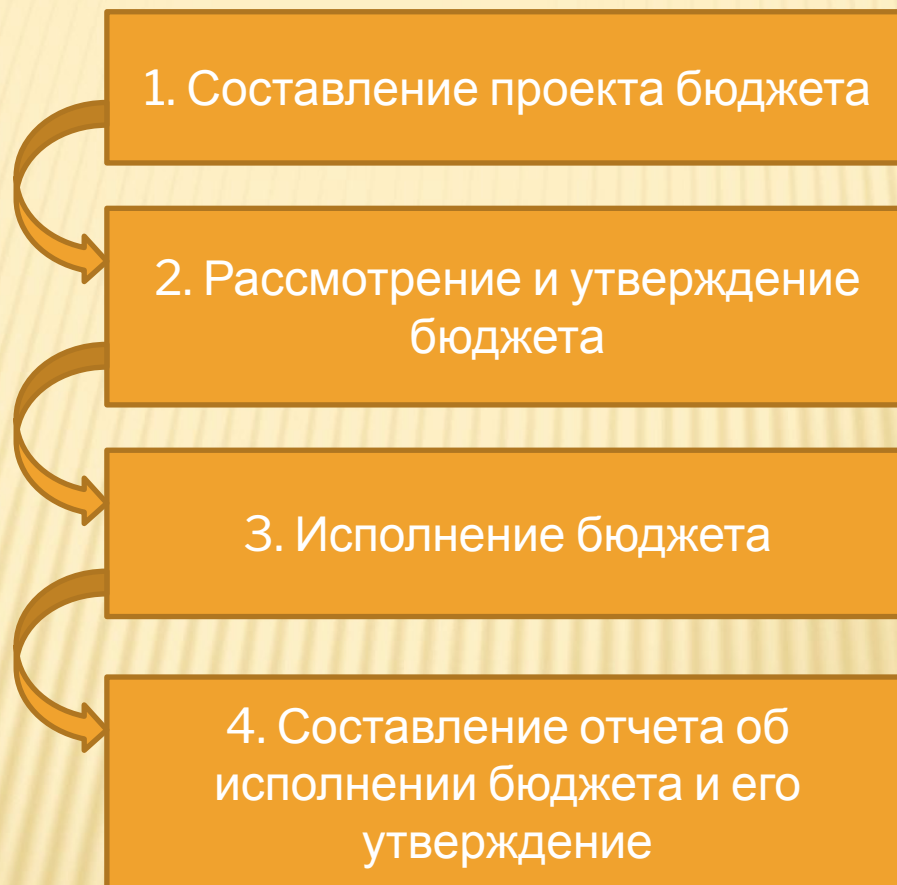 1. Составление проекта бюджета
2. Рассмотрение и утверждение
бюджета
3. Исполнение бюджета
4. Составление отчета об
исполнении бюджета и его
утверждение